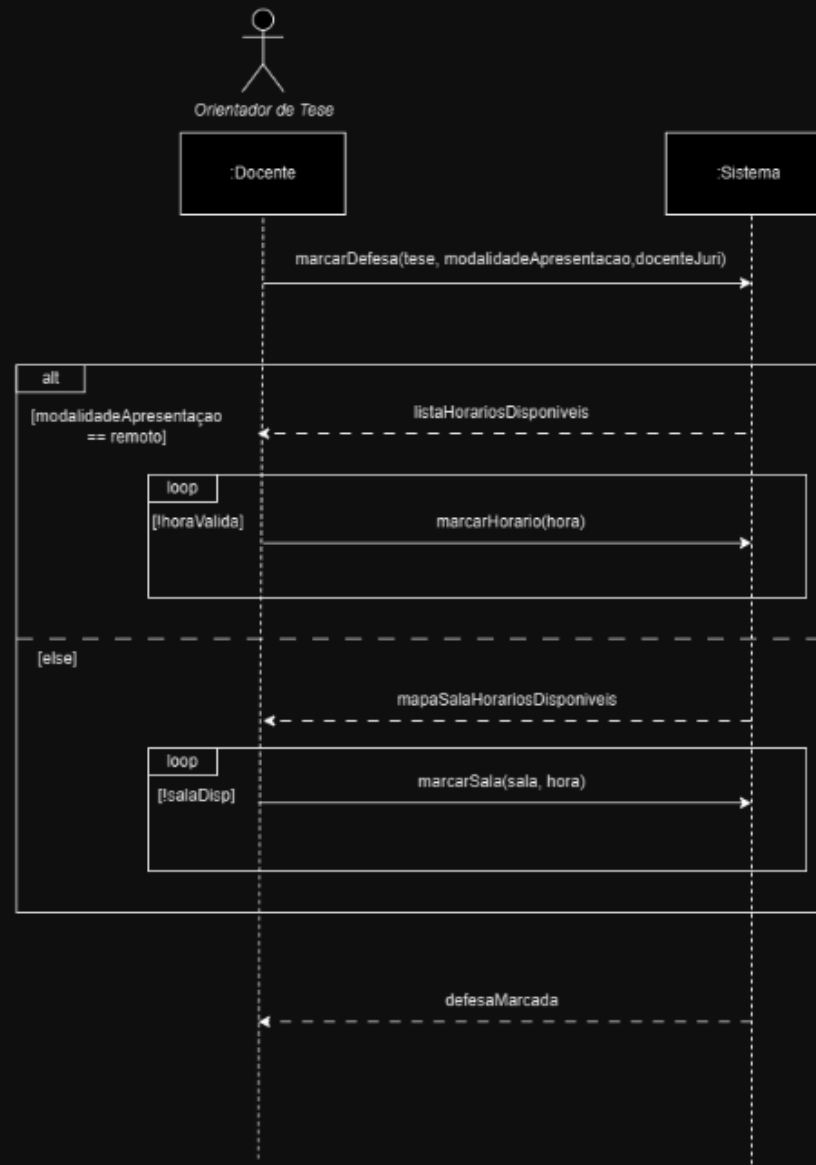 Orientador de Tese
:Docente
:Sistema
marcarDefesa(tese, modalidadeApresentacao,docenteJuri)
alt
[modalidadeApresentaçao
== remoto]
listaHorariosDisponiveis
loop
[!horaValida]
marcarHorario(hora)
[else]
mapaSalaHorariosDisponiveis
loop
[!salaDisp]
marcarSala(sala, hora)
defesaMarcada